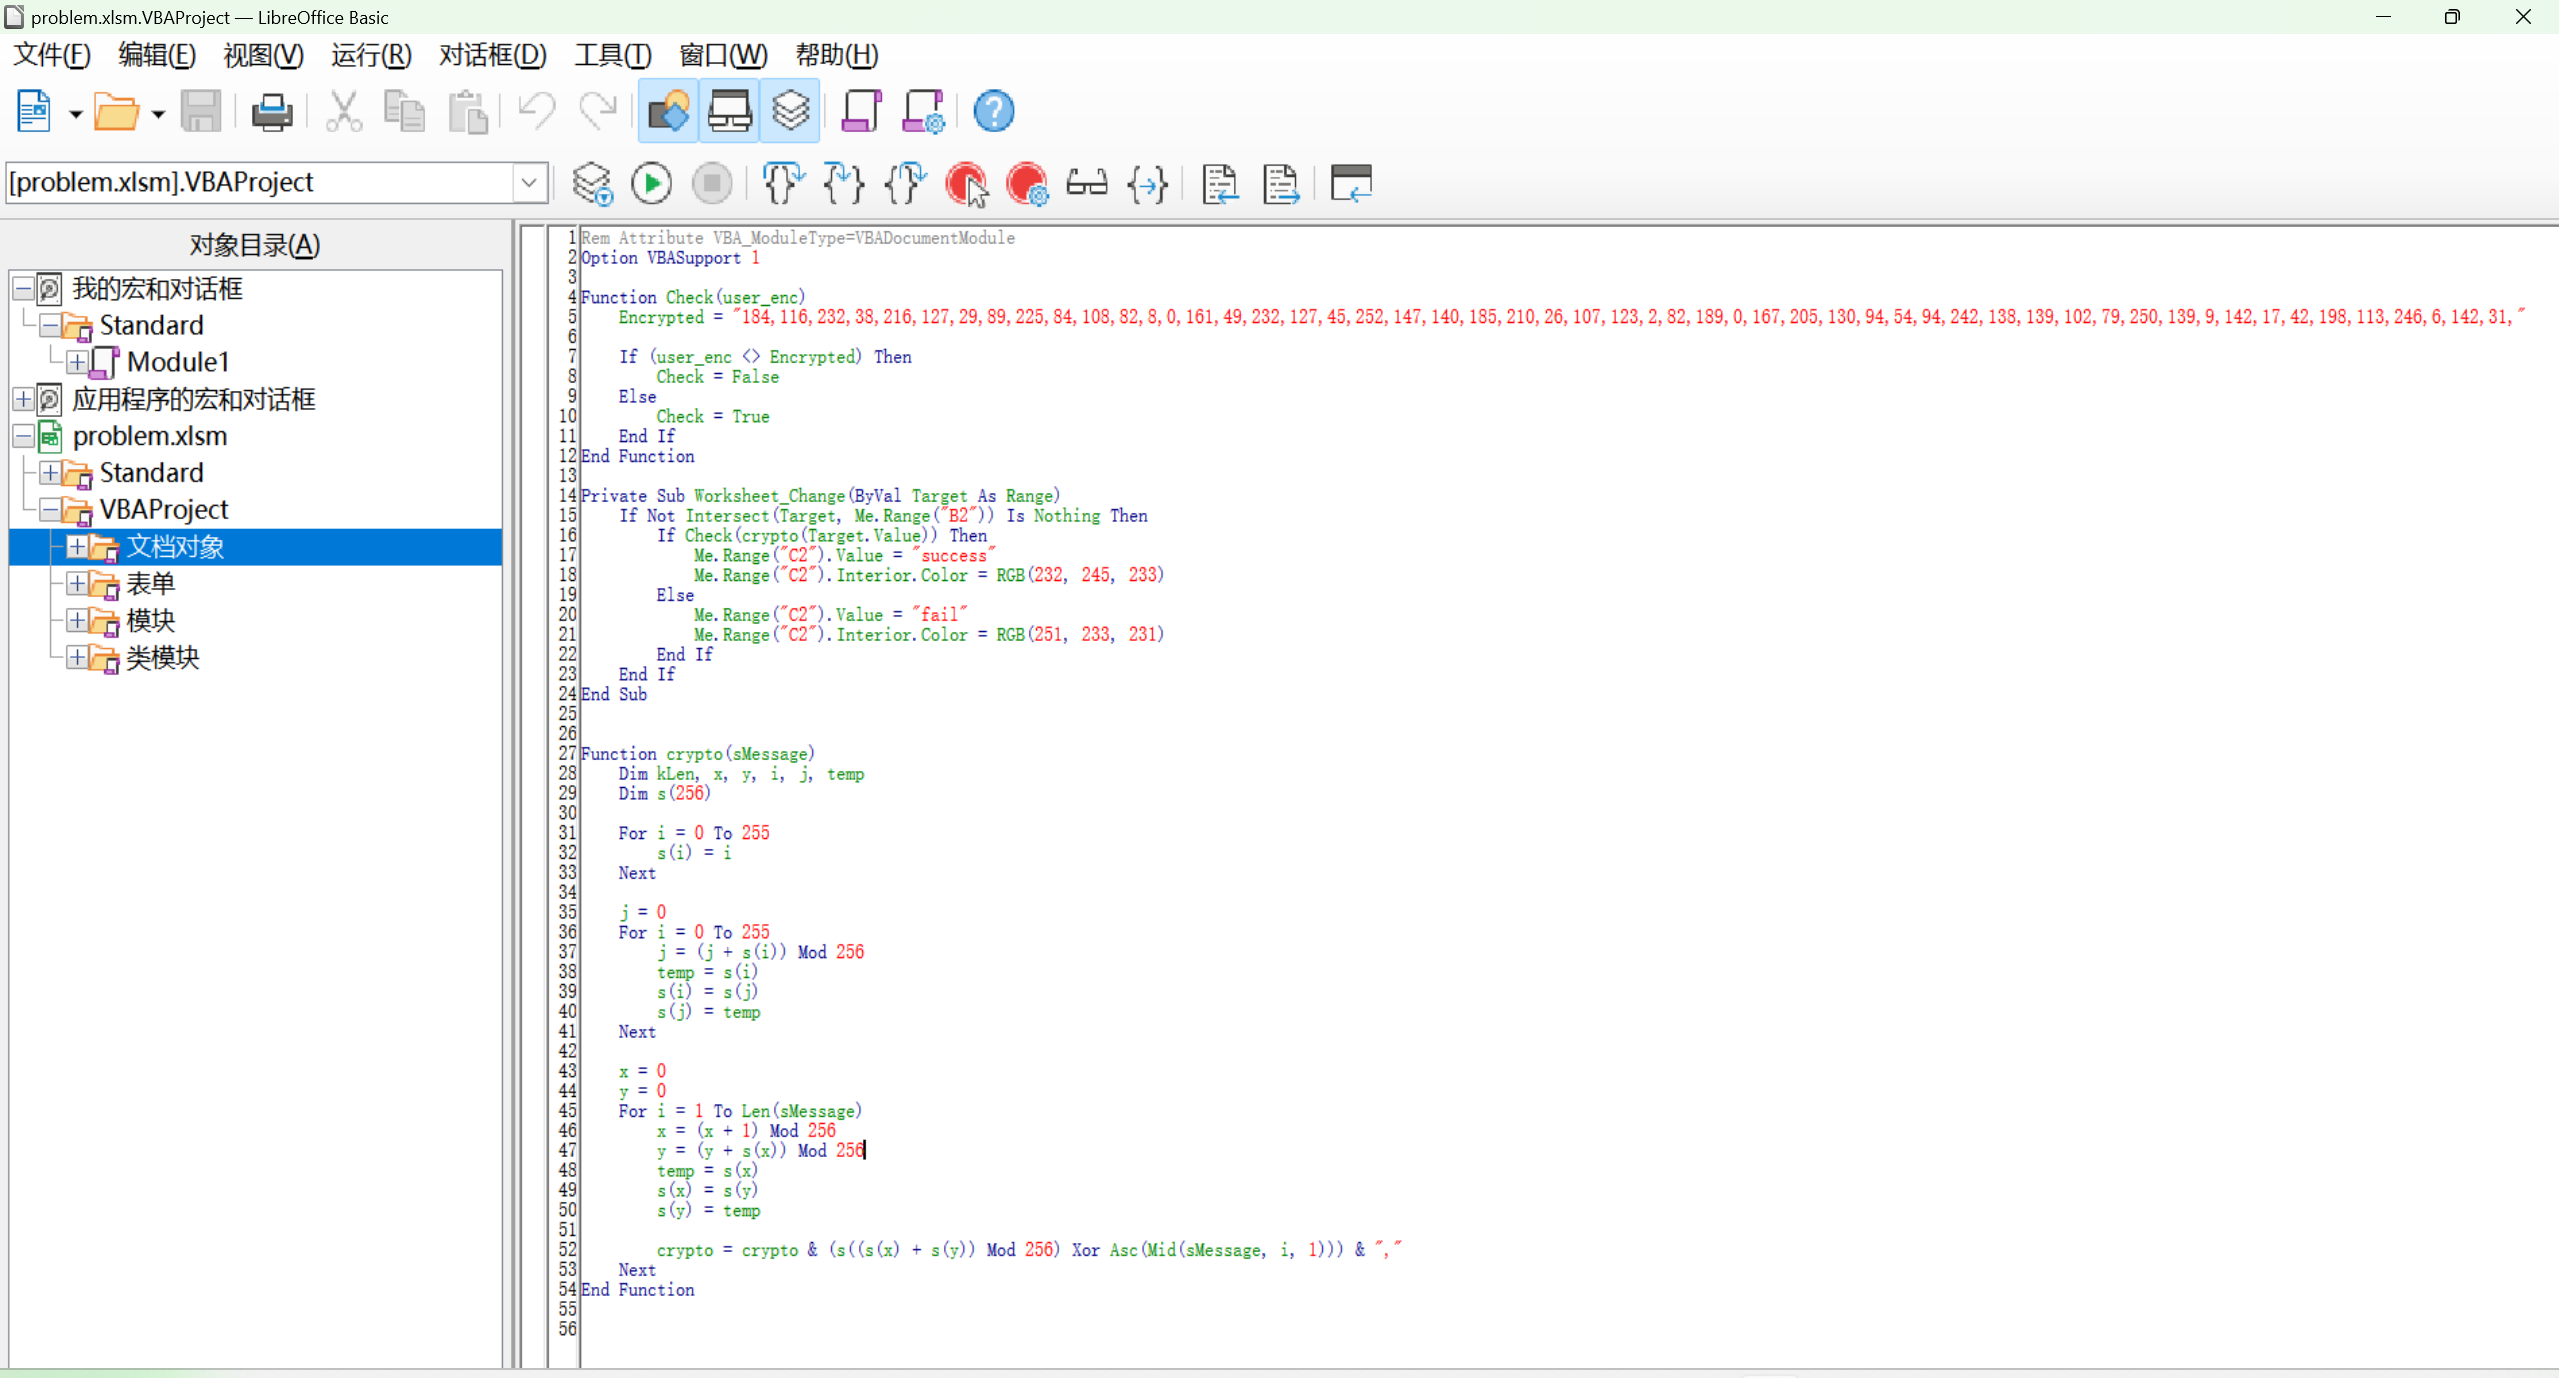 problem.xlsm.VBAProject — LibreOffice Basic
文件(F) 编辑(E) 视图(V) 运行(R) 对话框(D) 工具(T) 窗口(W) 帮助(H)
[problem.xlsm].VBAProject
对象目录(A)
我的宏和对话框
Standard
Module1
应用程序的宏和对话框
problem.xlsm
Standard
VBAProject
文档对象
表单
模块
类模块
1 Rem Attribute VBA_ModuleType=VBADocumentModule
2 Option VBASupport 1
3
4 Function Check(user_enc)
5     Encrypted = "184,116,232,38,216,127,29,89,225,84,108,82,8,0,161,49,232,127,45,252,147,140,185,210,26,107,123,2,82,189,0,167,205,130,94,54,94,242,138,139,102,79,250,139,9,142,17,42,198,113,246,6,142,31,"
6
7     If (user_enc <> Encrypted) Then
8         Check = False
9     Else
10         Check = True
11     End If
12 End Function
13
14 Private Sub Worksheet_Change(ByVal Target As Range)
15     If Not Intersect(Target, Me.Range("B2")) Is Nothing Then
16         If Check(crypto(Target.Value)) Then
17             Me.Range("C2").Value = "success"
18             Me.Range("C2").Interior.Color = RGB(232, 245, 233)
19         Else
20             Me.Range("C2").Value = "fail"
21             Me.Range("C2").Interior.Color = RGB(251, 233, 231)
22         End If
23     End If
24 End Sub
25
26
27 Function crypto(sMessage)
28     Dim kLen, x, y, i, j, temp
29     Dim s(256)
30
31     For i = 0 To 255
32         s(i) = i
33     Next
34
35     j = 0
36     For i = 0 To 255
37         j = (j + s(i)) Mod 256
38         temp = s(i)
39         s(i) = s(j)
40         s(j) = temp
41     Next
42
43     x = 0
44     y = 0
45     For i = 1 To Len(sMessage)
46         x = (x + 1) Mod 256
47         y = (y + s(x)) Mod 256
48         temp = s(x)
49         s(x) = s(y)
50         s(y) = temp
51
52         crypto = crypto & (s((s(x) + s(y)) Mod 256) Xor Asc(Mid(sMessage, i, 1))) & ","
53     Next
54 End Function
55
56